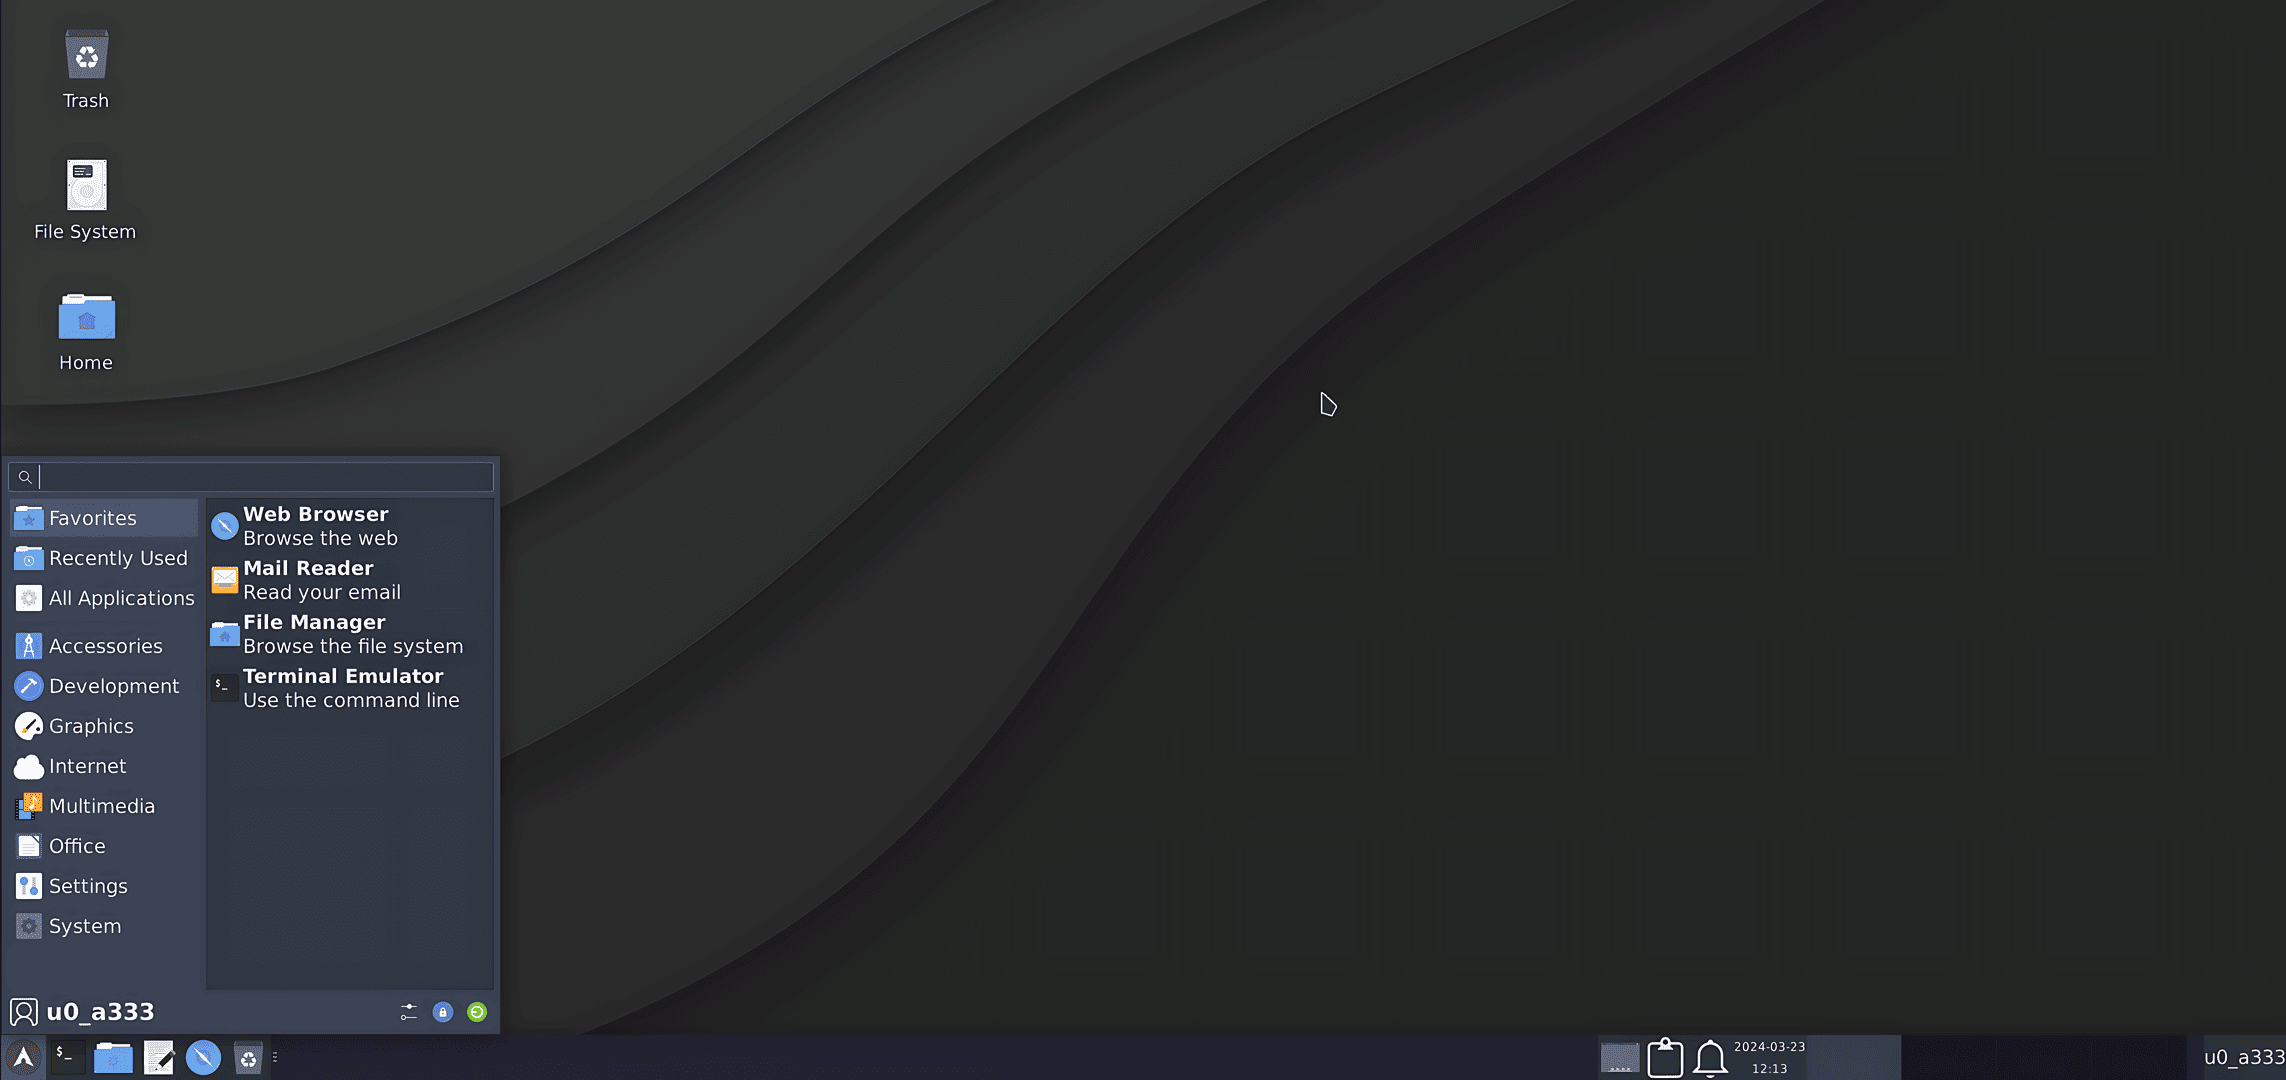 Trash
File System
Home
Favorites
Recently Used
All Applications
Accessories
Development
Graphics
Internet
Multimedia
Office
Settings
System
Web Browser
Browse the web
Mail Reader
Read your email
File Manager
Browse the file system
Terminal Emulator
Use the command line
u0_a333
2024-03-23
12:13
u0_a333